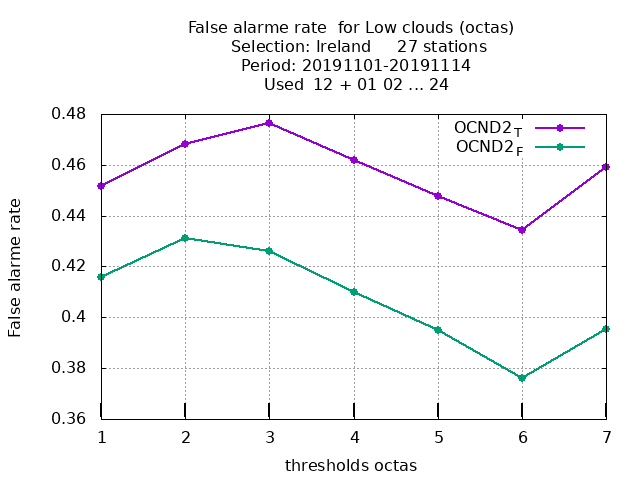 False alarme rate  for Low clouds (octas)
Selection: Ireland     27 stations
Period: 20191101-20191114
Used  12 + 01 02 ... 24
OCND2_T
OCND2_F
0.48
0.46
0.44
0.42
0.4
0.38
0.36
False alarme rate
1 2 3 4 5 6 7
thresholds octas